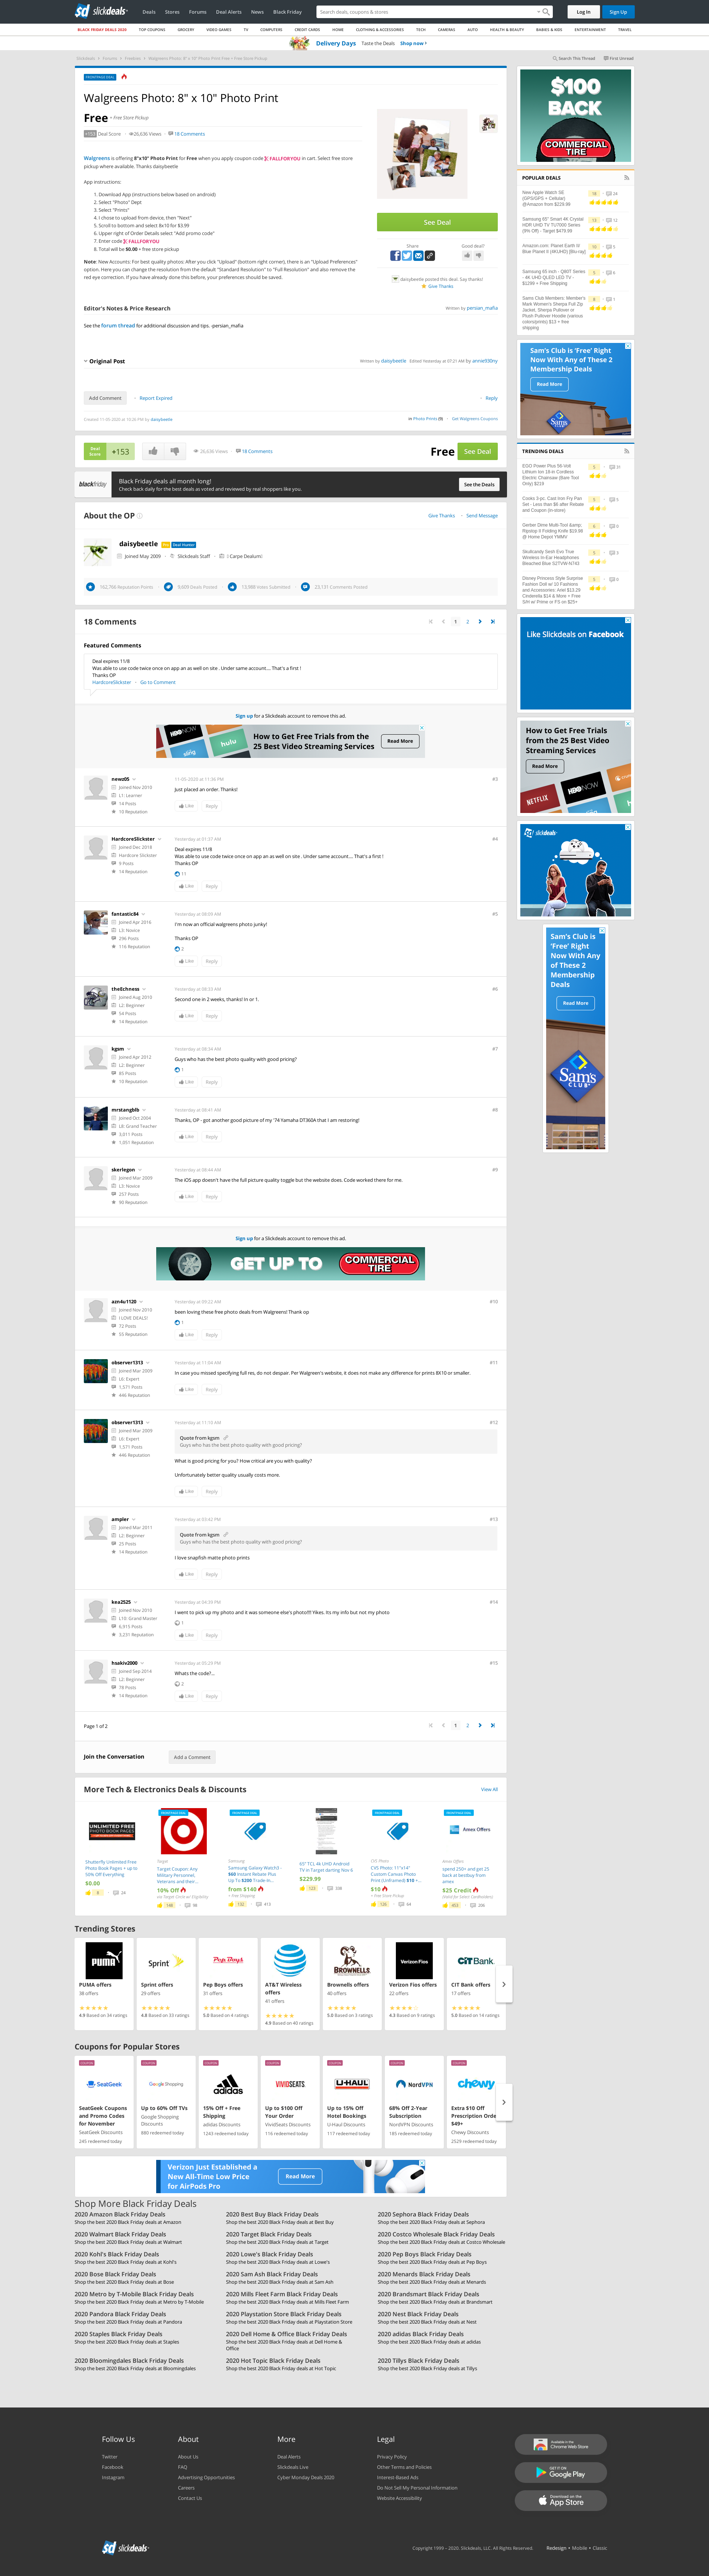 sd slickdeals
Deals Stores Forums Deal Alerts News Black Friday
Search deals, coupons & stores
Log In Sign Up
BLACK FRIDAY DEALS 2020 TOP COUPONS GROCERY VIDEO GAMES TV COMPUTERS CREDIT CARDS HOME CLOTHING & ACCESSORIES TECH CAMERAS AUTO HEALTH & BEAUTY BABIES & KIDS ENTERTAINMENT TRAVEL
Delivery Days Taste the Deals Shop now
Search This Thread First Unread
FRONTPAGE DEAL
Walgreens Photo: 8" x 10" Photo Print
Free + Free Store Pickup
+153 Deal Score 26,636 Views 18 Comments
Walgreens is offering 8"x10" Photo Print for Free when you apply coupon code FALLFORYOU in cart. Select free store
pickup where available. Thanks daisybeetle
App instructions:
1. Download App (instructions below based on android)
2. Select "Photo" Dept
3. Select "Prints"
4. I chose to upload from device, then "Next"
5. Scroll to bottom and select 8x10 for $3.99
6. Upper right of Order Details select "Add promo code"
7. Enter code FALLFORYOU
8. Total will be $0.00 + free store pickup
Note: New Accounts: For best quality photos: After you click "Upload" (bottom right corner), there is an "Upload Preferences"
option. Here you can change the resolution from the default "Standard Resolution" to "Full Resolution" and also keep the
red eye correction. If you have already done this before, your preferences should already be saved.
See Deal
Share
Good deal?
daisybeetle posted this deal. Say thanks!
Give Thanks
Editor's Notes & Price Research
Written by persian_mafia
See the forum thread for additional discussion and tips. -persian_mafia
Original Post
Written by daisybeetle Edited Yesterday at 07:21 AM by annie930ny
Add Comment Report Expired Reply
Created 11-05-2020 at 10:26 PM by daisybeetle
in Photo Prints (9) Get Walgreens Coupons
Deal Score +153
26,636 Views 18 Comments
Free See Deal
blackfriday
Black Friday deals all month long!
Check back daily for the best deals as voted and reviewed by real shoppers like you.
See the Deals
About the OP
Give Thanks Send Message
daisybeetle Deal Hunter
Joined May 2009 Slickdeals Staff | Carpe Dealum|
162,760 Reputation Points 9,609 Deals Posted 13,988 Votes Submitted 23,131 Comments Posted
18 Comments
1 2
Featured Comments
Deal expires 11/8
Was able to use code twice once on app an as well on site . Under same account.... That's a first !
Thanks OP
HardcoreSlickster Go to Comment
Sign up for a Slickdeals account to remove this ad.
HBO NOW hulu
How to Get Free Trials from the
25 Best Video Streaming Services
Read More
newz05
11-05-2020 at 11:36 PM
#3
Joined Nov 2010
L1: Learner
14 Posts
10 Reputation
Just placed an order. Thanks!
Like Reply
HardcoreSlickster
Yesterday at 01:37 AM
#4
Joined Dec 2018
Hardcore Slickster
9 Posts
14 Reputation
Deal expires 11/8
Was able to use code twice once on app an as well on site . Under same account.... That's a first !
Thanks OP
11
Like Reply
fantastic84
Yesterday at 08:09 AM
#5
Joined Apr 2016
L3: Novice
296 Posts
116 Reputation
I'm now an official walgreens photo junky!
Thanks OP
2
Like Reply
theEchness
Yesterday at 08:20 AM
#6
Joined Aug 2010
L2: Beginner
54 Posts
14 Reputation
Second one in 2 weeks, thanks! In or 1.
Like Reply
kgsm
Yesterday at 08:34 AM
#7
Joined Apr 2012
L2: Beginner
85 Posts
10 Reputation
Guys who has the best photo quality with good pricing?
1
Like Reply
mrstangblb
Yesterday at 08:41 AM
#8
Joined Oct 2004
L8: Grand Teacher
3,011 Posts
1,051 Reputation
Thanks, OP - got another good picture of my '74 Yamaha DT360A that I am restoring!
Like Reply
skerlegon
Yesterday at 08:44 AM
#9
Joined Mar 2009
L3: Novice
257 Posts
90 Reputation
The iOS app doesn't have the full picture quality toggle but the website does. Code worked there for me.
Like Reply
Sign up for a Slickdeals account to remove this ad.
GET UP TO COMMERCIAL TIRE
azn4u1120
Yesterday at 09:22 AM
#10
Joined Nov 2010
I LOVE DEALS!
72 Posts
55 Reputation
been loving these free photo deals from Walgreens! Thank op
1
Like Reply
observer1313
Yesterday at 11:04 AM
#11
Joined Mar 2009
L6: Expert
1,571 Posts
446 Reputation
In case you missed specifying full res, do not despair. Per Walgreen's website, it does not make any difference for prints 8X10 or smaller.
Like Reply
observer1313
Yesterday at 11:10 AM
#12
Joined Mar 2009
L6: Expert
1,571 Posts
446 Reputation
Quote from kgsm
Guys who has the best photo quality with good pricing?
What is good pricing for you? How critical are you with quality?
Unfortunately better quality usually costs more.
Like Reply
ampler
Yesterday at 03:42 PM
#13
Joined Mar 2011
L2: Beginner
25 Posts
14 Reputation
Quote from kgsm
Guys who has the best photo quality with good pricing?
I love snapfish matte photo prints
Like Reply
kea2525
Yesterday at 04:39 PM
#14
Joined Nov 2010
L10: Grand Master
6,915 Posts
3,231 Reputation
I went to pick up my photo and it was someone else's photo!!!! Yikes. Its my info but not my photo
1
Like Reply
hsakiv2000
Yesterday at 05:29 PM
#15
Joined Sep 2014
L2: Beginner
78 Posts
14 Reputation
Whats the code?...
2
Like Reply
Page 1 of 2
1 2
Join the Conversation Add a Comment
More Tech & Electronics Deals & Discounts
View All
UNLIMITED FREE PHOTO BOOK PAGES
Shutterfly Unlimited Free Photo Book Pages + up to 55% Off Everything
$0.00
Target
Target Coupon: Any Military Personnel, Veterans and their...
10% Off
Samsung
Samsung Galaxy Watch3 - $60 Instant Rebate Plus Up To $200 Trade-In...
from $140
+ Free Shipping
65" TCL 4k UHD Android TV in Target starting Nov 6
$229.99
CVS Photo
CVS Photo: 11"x14" Custom Canvas Photo Print (UnFramed) $10 +...
$10
+ Free Store Pickup
Amex Offers
Amex Offers
spend 250+ and get 25 back at bestbuy from amex
$25 Credit
Trending Stores
PUMA offers
38 offers
4.9 Based on 34 ratings
Sprint offers
29 offers
4.8 Based on 33 ratings
Pep Boys offers
31 offers
5.0 Based on 4 ratings
AT&T Wireless offers
41 offers
4.9 Based on 40 ratings
Brownells offers
40 offers
5.0 Based on 3 ratings
Verizon Fios offers
22 offers
4.3 Based on 9 ratings
CIT Bank offers
17 offers
5.0 Based on 14 ratings
Coupons for Popular Stores
SeatGeek Coupons and Promo Codes for November
SeatGeek Discounts
245 redeemed today
Up to 60% Off TVs
Google Shopping Discounts
880 redeemed today
15% Off + Free Shipping
adidas Discounts
1243 redeemed today
Up to $100 Off Your Order
VividSeats Discounts
116 redeemed today
Up to 15% Off Hotel Bookings
U-Haul Discounts
117 redeemed today
68% Off 2-Year Subscription
NordVPN Discounts
185 redeemed today
Extra $10 Off Prescription Orde $49+
Chewy Discounts
2529 redeemed today
Verizon Just Established a
New All-Time Low Price
for AirPods Pro
Read More
Shop More Black Friday Deals
2020 Amazon Black Friday Deals
Shop the best 2020 Black Friday deals at Amazon
2020 Best Buy Black Friday Deals
Shop the best 2020 Black Friday deals at Best Buy
2020 Sephora Black Friday Deals
Shop the best 2020 Black Friday deals at Sephora
2020 Walmart Black Friday Deals
Shop the best 2020 Black Friday deals at Walmart
2020 Target Black Friday Deals
Shop the best 2020 Black Friday deals at Target
2020 Costco Wholesale Black Friday Deals
Shop the best 2020 Black Friday deals at Costco Wholesale
2020 Kohl's Black Friday Deals
Shop the best 2020 Black Friday deals at Kohl's
2020 Lowe's Black Friday Deals
Shop the best 2020 Black Friday deals at Lowe's
2020 Pep Boys Black Friday Deals
Shop the best 2020 Black Friday deals at Pep Boys
2020 Bose Black Friday Deals
Shop the best 2020 Black Friday deals at Bose
2020 Sam Ash Black Friday Deals
Shop the best 2020 Black Friday deals at Sam Ash
2020 Menards Black Friday Deals
Shop the best 2020 Black Friday deals at Menards
2020 Metro by T-Mobile Black Friday Deals
Shop the best 2020 Black Friday deals at Metro by T-Mobile
2020 Mills Fleet Farm Black Friday Deals
Shop the best 2020 Black Friday deals at Mills Fleet Farm
2020 Brandsmart Black Friday Deals
Shop the best 2020 Black Friday deals at Brandsmart
2020 Pandora Black Friday Deals
Shop the best 2020 Black Friday deals at Pandora
2020 Playstation Store Black Friday Deals
Shop the best 2020 Black Friday deals at Playstation Store
2020 Nest Black Friday Deals
Shop the best 2020 Black Friday deals at Nest
2020 Staples Black Friday Deals
Shop the best 2020 Black Friday deals at Staples
2020 Dell Home & Office Black Friday Deals
Shop the best 2020 Black Friday deals at Dell Home &
Office
2020 adidas Black Friday Deals
Shop the best 2020 Black Friday deals at adidas
2020 Bloomingdales Black Friday Deals
Shop the best 2020 Black Friday deals at Bloomingdales
2020 Hot Topic Black Friday Deals
Shop the best 2020 Black Friday deals at Hot Topic
2020 Tillys Black Friday Deals
Shop the best 2020 Black Friday deals at Tillys
$100 BACK
COMMERCIAL TIRE
POPULAR DEALS
New Apple Watch SE
(GPS/GPS + Cellular)
@Amazon from $229.99
Samsung 65" Smart 4K Crystal
HDR UHD TV TU7000 Series
(9% Off) - Target $479.99
Amazon.com: Planet Earth II/
Blue Planet II (4KUHD) [Blu-ray]
Samsung 65 inch - Q80T Series
- 4K UHD QLED LED TV -
$1299 + Free Shipping
Sams Club Members: Member's
Mark Women's Sherpa Full Zip
Jacket, Sherpa Pullover or
Plush Pullover Hoodie (various
colors/prints) $13 + free
shipping
Sam's Club is 'Free' Right
Now With Any of These 2
Membership Deals
Read More
TRENDING DEALS
EGO Power Plus 56-Volt
Lithium Ion 18-in Cordless
Electric Chainsaw (Bare Tool
Only) $219
Cooks 3-pc. Cast Iron Fry Pan
Set - Less than $6 after Rebate
and Coupon (in-store)
Gerber Dime Multi-Tool &amp;
Ripstop II Folding Knife $19.98
@ Home Depot YMMV
Skullcandy Sesh Evo True
Wireless In-Ear Headphones
Bleached Blue S2TVW-N743
Disney Princess Style Surprise
Fashion Doll w/ 10 Fashions
and Accessories: Ariel $13.29
Cinderella $14 & More + Free
S/H w/ Prime or FS on $25+
Like Slickdeals on Facebook
How to Get Free Trials
from the 25 Best Video
Streaming Services
Read More
NETFLIX HBO NOW
slickdeals
Sam's Club is
'Free' Right
Now With Any
of These 2
Membership
Deals
Read More
Sam's CLUB
Follow Us
Twitter
Facebook
Instagram
About
About Us
FAQ
Advertising Opportunities
Careers
Contact Us
More
Deal Alerts
Slickdeals Live
Cyber Monday Deals 2020
Legal
Privacy Policy
Other Terms and Policies
Interest-Based Ads
Do Not Sell My Personal Information
Website Accessibility
Available in the Chrome Web Store
GET IT ON Google Play
Download on the App Store
sd slickdeals
Copyright 1999 - 2020. Slickdeals, LLC. All Rights Reserved.
Redesign • Mobile • Classic